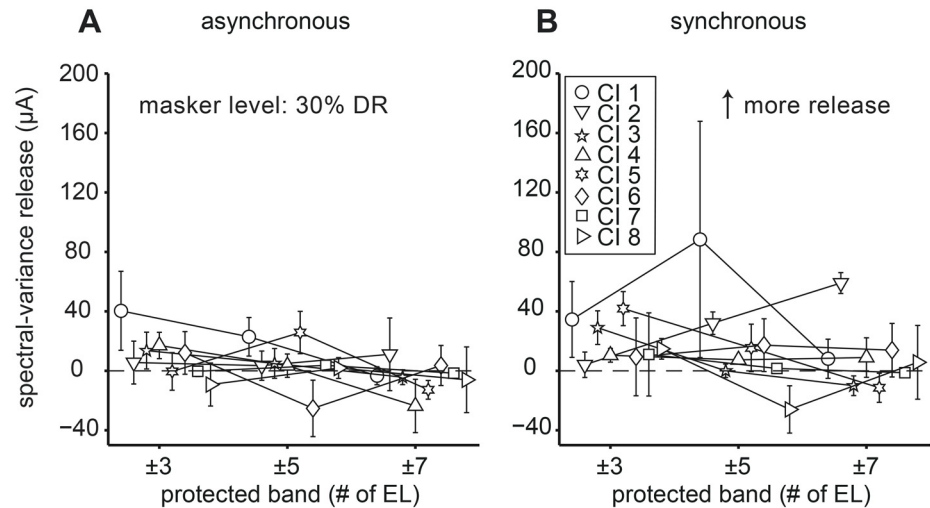 A asynchronous
B synchronous
spectral-variance release (µA)
200
160
120
80
40
0
−40
masker level: 30% DR
±3
±5
±7
protected band (# of EL)
200
160
120
80
40
0
−40
CI 1
CI 2
CI 3
CI 4
CI 5
CI 6
CI 7
CI 8
↑ more release
±3
±5
±7
protected band (# of EL)